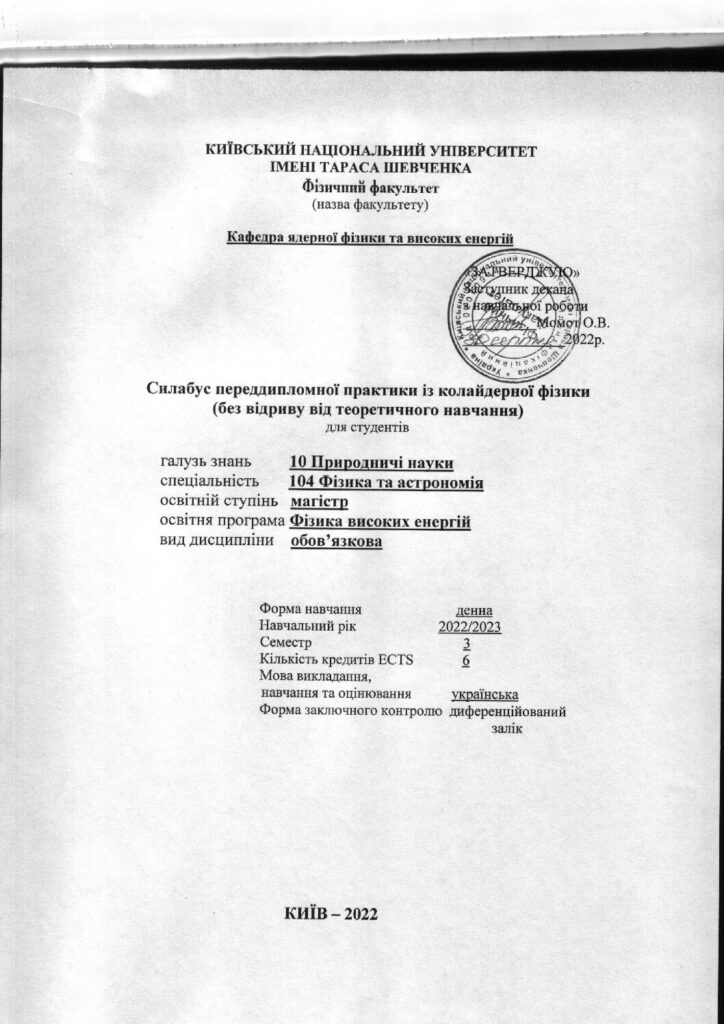 КИЇВСЬКИЙ НАЦІОНАЛЬНИЙ УНІВЕРСИТЕТ
ІМЕНІ ТАРАСА ШЕВЧЕНКА
Фізичний факультет
(назва факультету)
Кафедра ядерної фізики та високих енергій
«ЗАТВЕРДЖУЮ»
Заступник декана
з навчальної роботи
Момот О.В.
2022р.
Силабус переддипломної практики із колайдерної фізики
(без відриву від теоретичного навчання)
для студентів
галузь знань 10 Природничі науки
спеціальність 104 Фізика та астрономія
освітній ступінь магістр
освітня програма Фізика високих енергій
вид дисципліни обов’язкова
Форма навчання денна
Навчальний рік 2022/2023
Семестр 3
Кількість кредитів ECTS 6
Мова викладання,
навчання та оцінювання українська
Форма заключного контролю диференційований
залік
КИЇВ – 2022